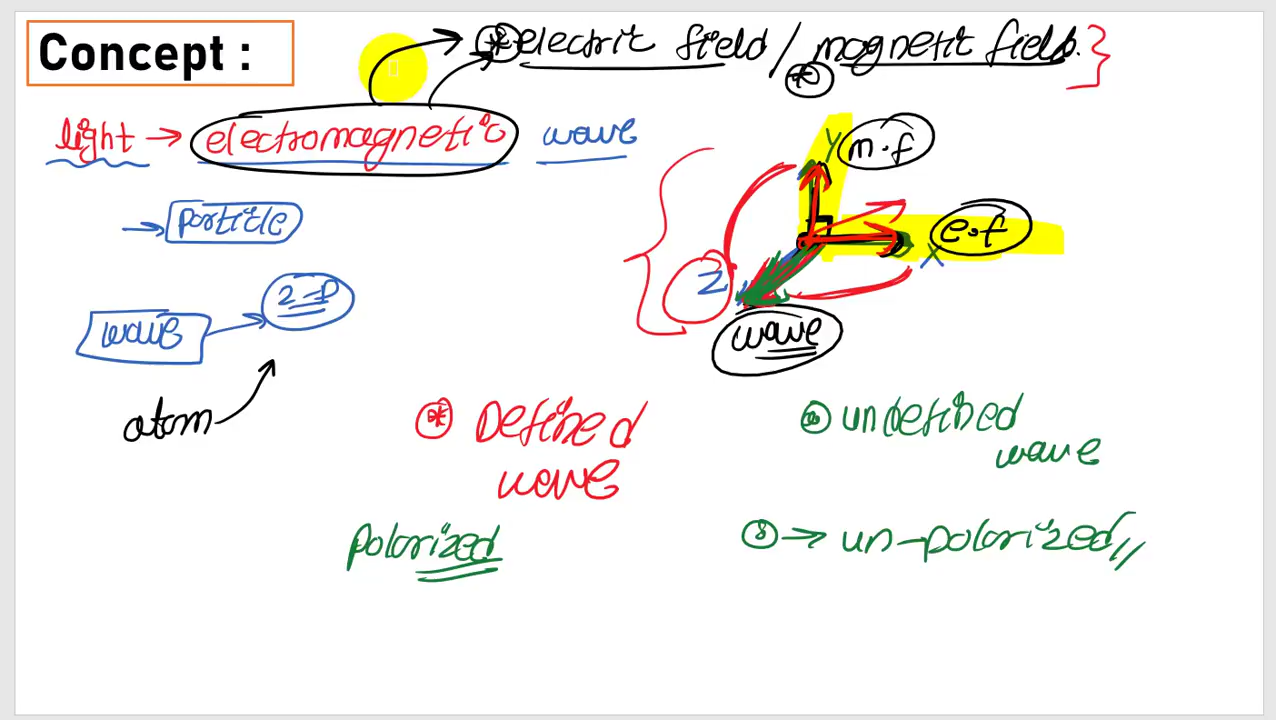 Concept :
* electric field / magnetic field.
*
light → electromagnetic wave
Y m.f
→ particle
e.f
X
Z
2-P
wave
wave
atom
* Defined
wave
undefined
wave
polarized
→ un-polarized